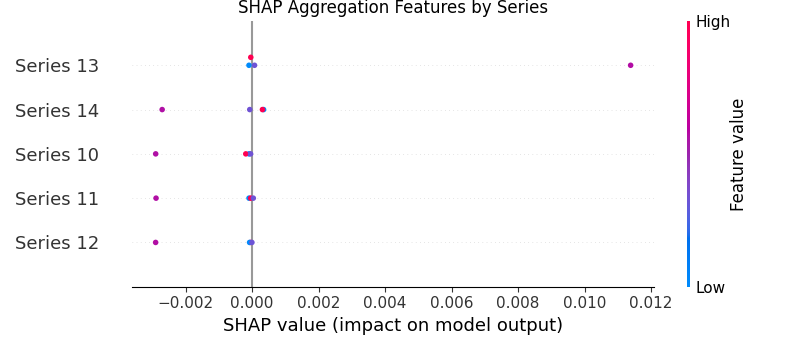 SHAP Aggregation Features by Series
High
Series 13
Series 14
Series 10
Series 11
Series 12
Feature value
Low
−0.002 0.000 0.002 0.004 0.006 0.008 0.010 0.012
SHAP value (impact on model output)